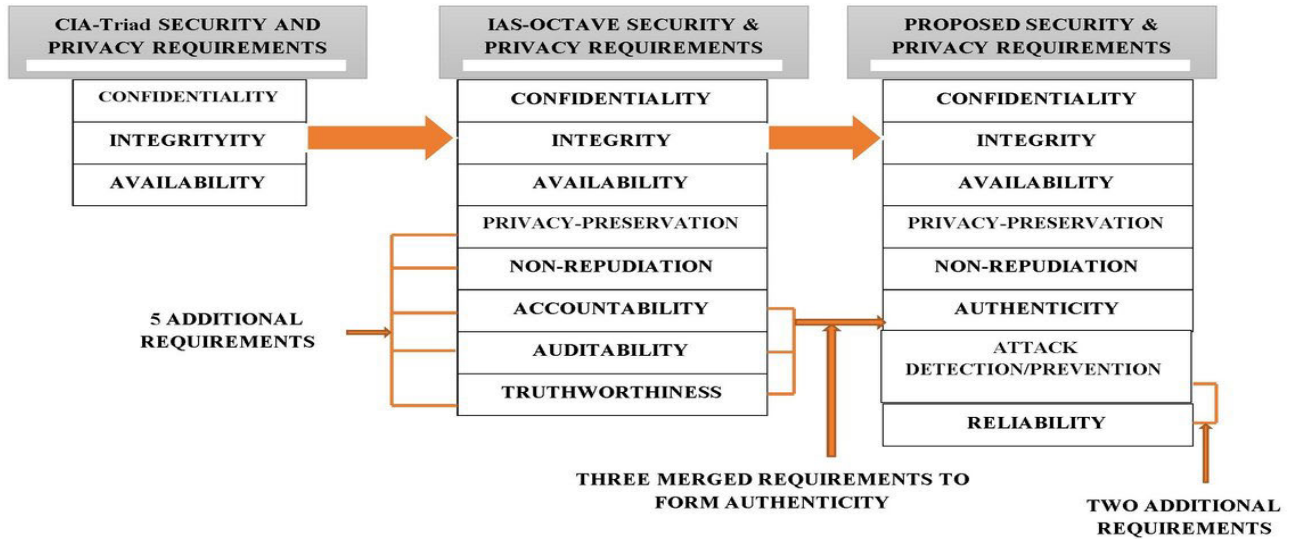 CIA-Triad SECURITY AND
PRIVACY REQUIREMENTS
CONFIDENTIALITY
INTEGRITYITY
AVAILABILITY
5 ADDITIONAL
REQUIREMENTS
IAS-OCTAVE SECURITY &
PRIVACY REQUIREMENTS
CONFIDENTIALITY
INTEGRITY
AVAILABILITY
PRIVACY-PRESERVATION
NON-REPUDIATION
ACCOUNTABILITY
AUDITABILITY
TRUTHWORTHINESS
THREE MERGED REQUIREMENTS TO
FORM AUTHENTICITY
PROPOSED SECURITY &
PRIVACY REQUIREMENTS
CONFIDENTIALITY
INTEGRITY
AVAILABILITY
PRIVACY-PRESERVATION
NON-REPUDIATION
AUTHENTICITY
ATTACK
DETECTION/PREVENTION
RELIABILITY
TWO ADDITIONAL
REQUIREMENTS